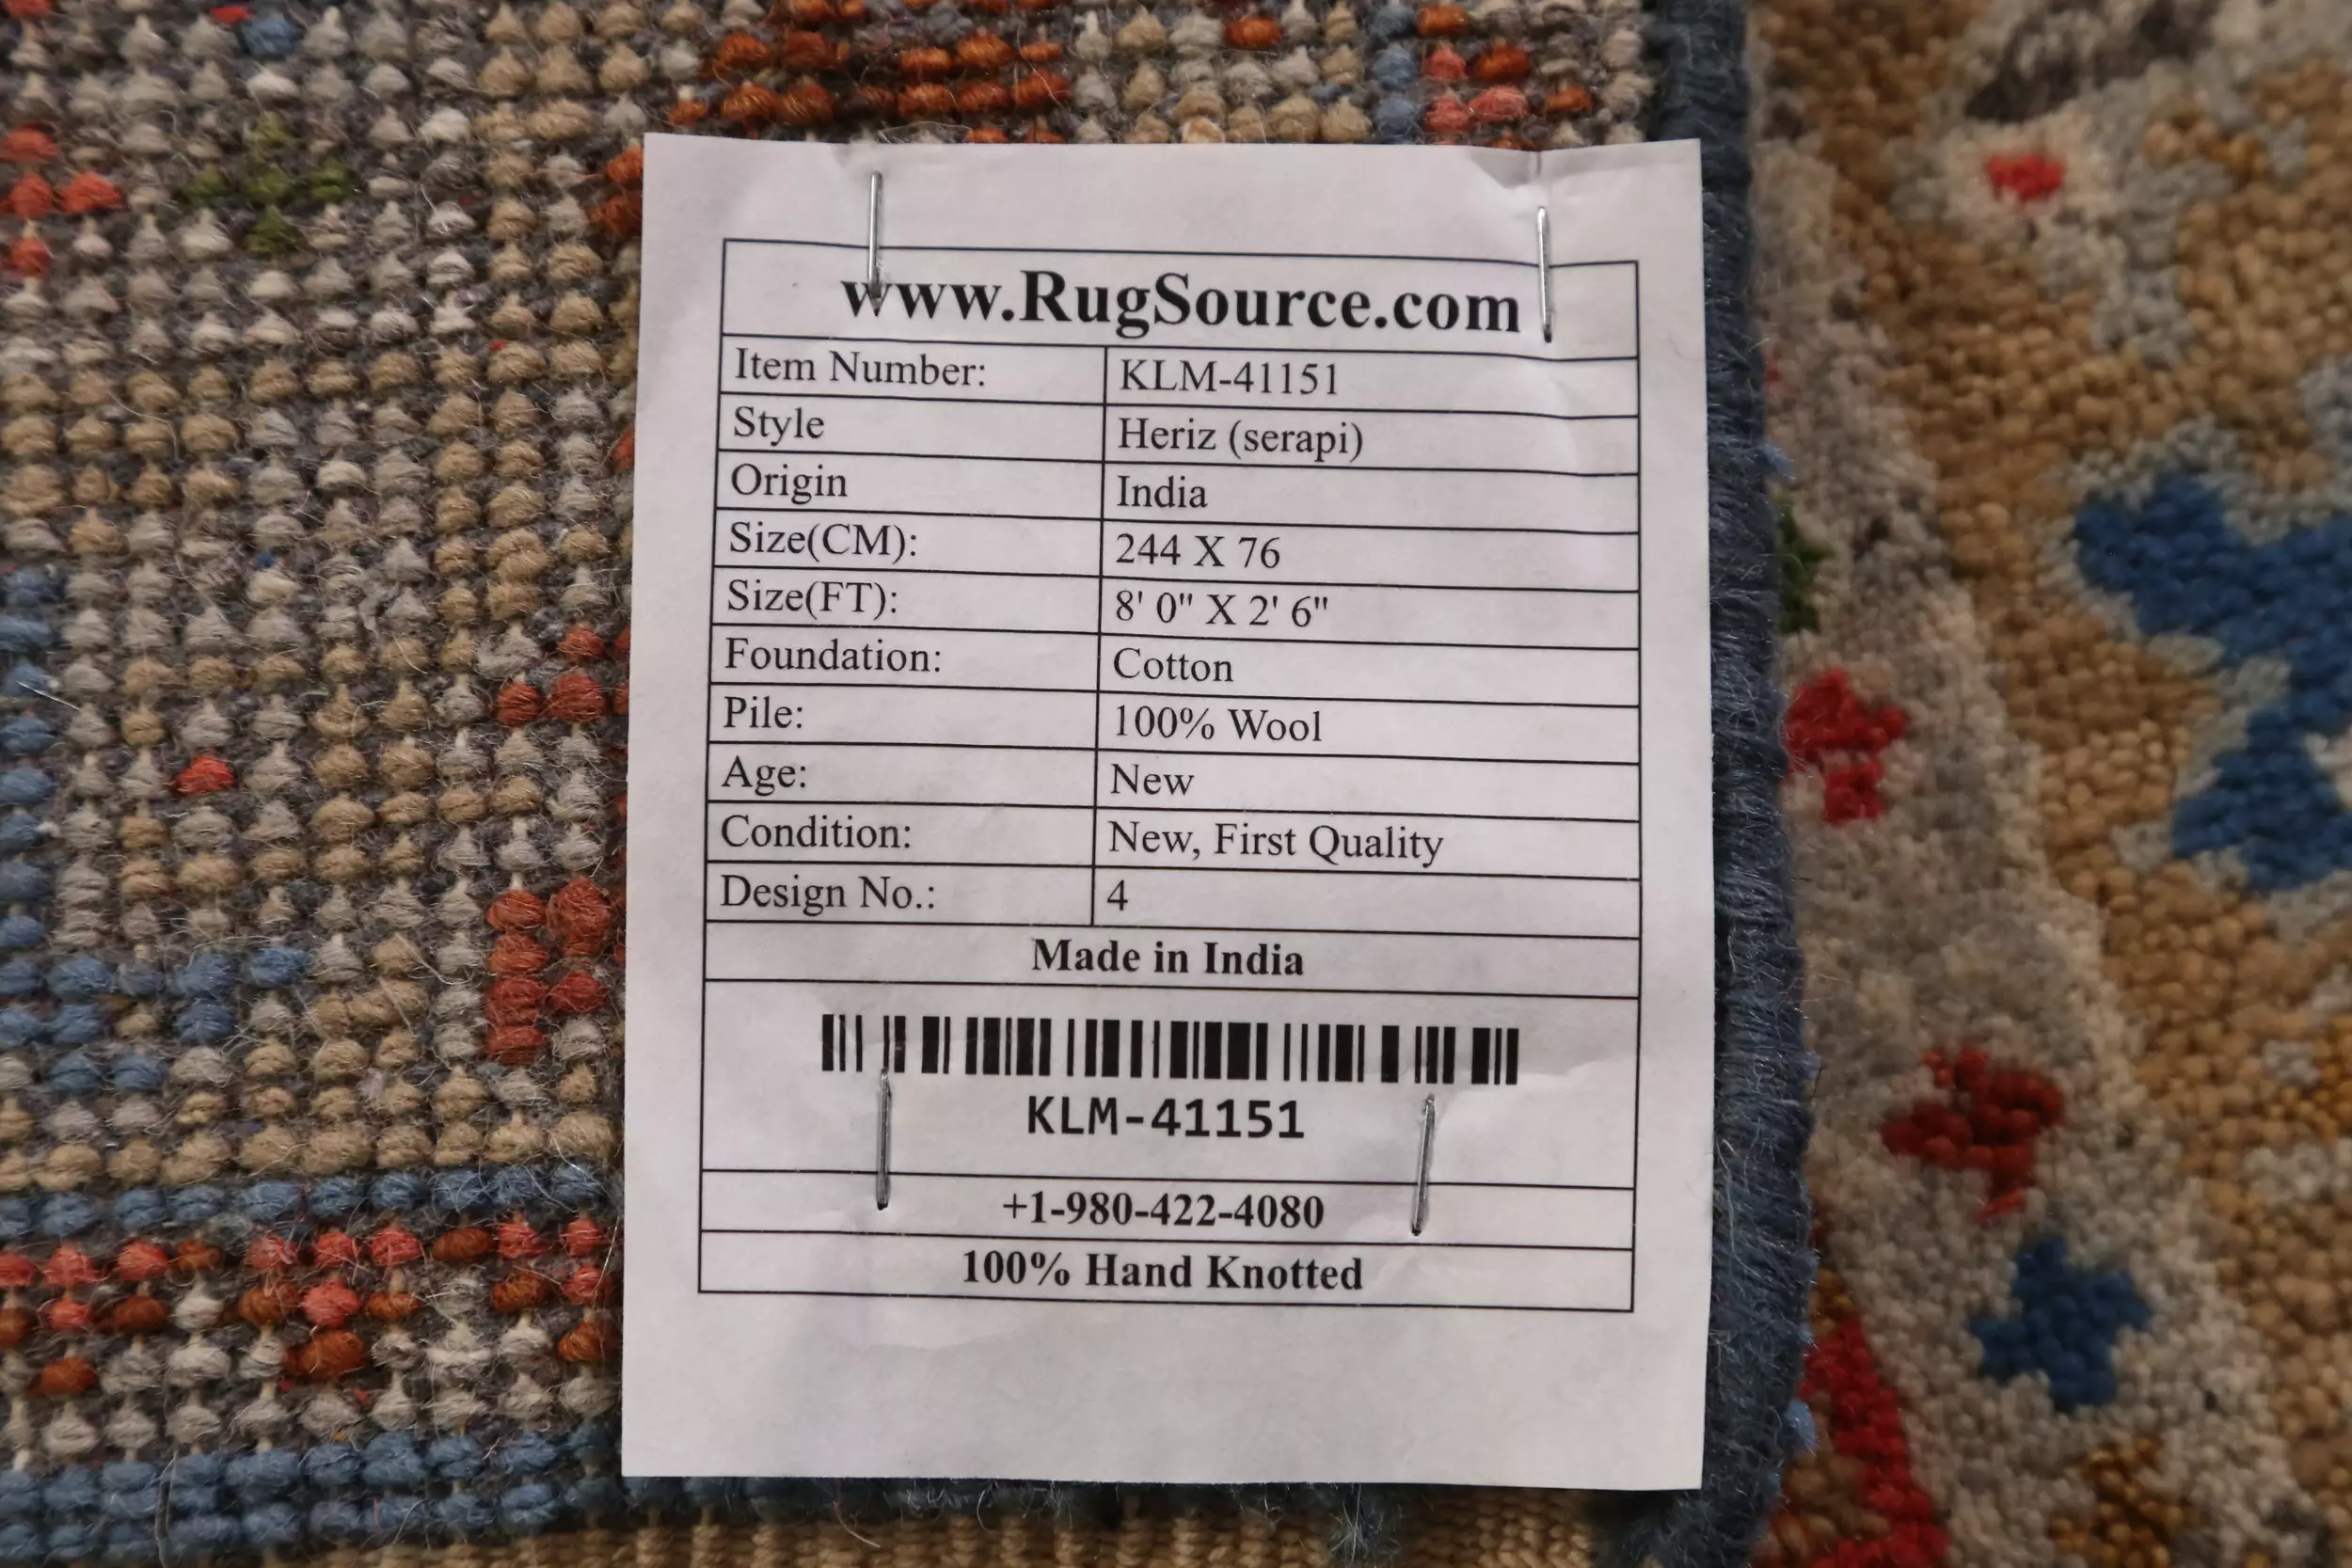 www.RugSource.com
Item Number: KLM-41151
Style Heriz (serapi)
Origin India
Size(CM): 244 X 76
Size(FT): 8' 0" X 2' 6"
Foundation: Cotton
Pile: 100% Wool
Age: New
Condition: New, First Quality
Design No.: 4
Made in India
KLM-41151
+1-980-422-4080
100% Hand Knotted